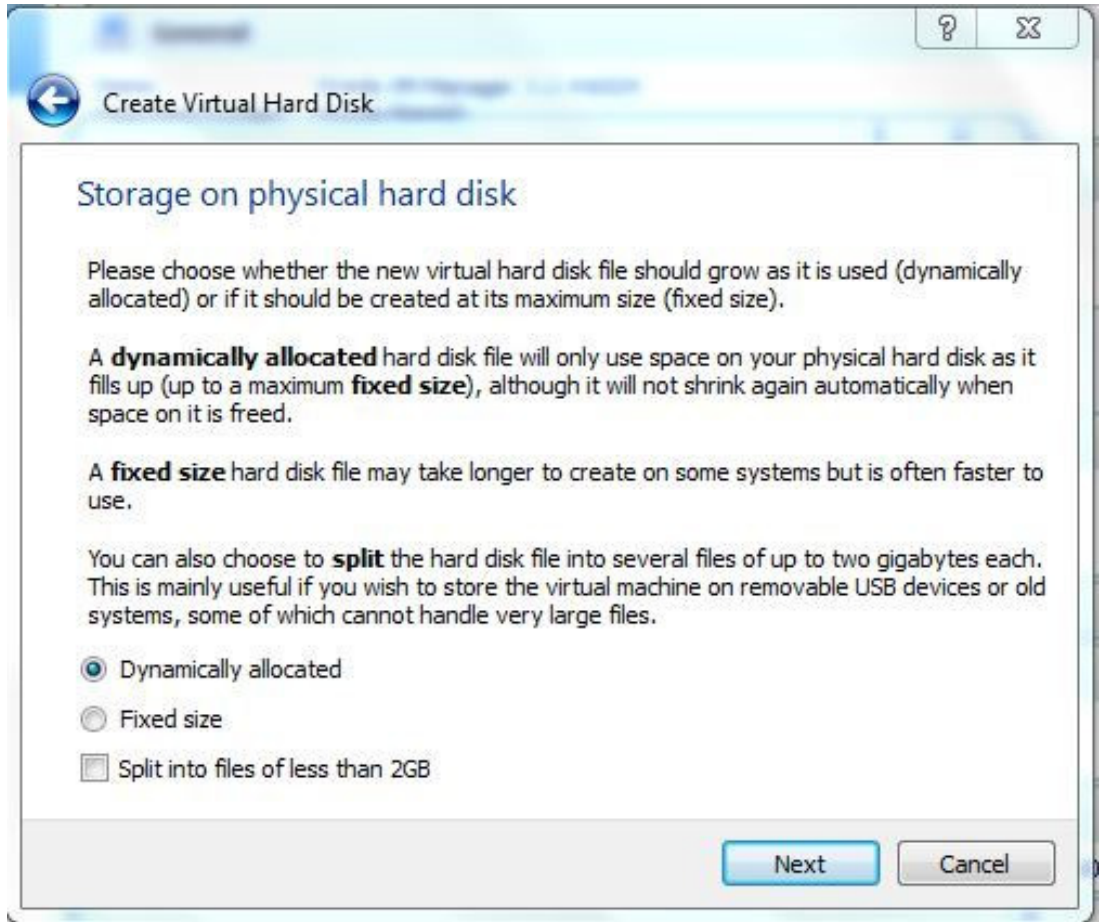 Create Virtual Hard Disk
Storage on physical hard disk
Please choose whether the new virtual hard disk file should grow as it is used (dynamically
allocated) or if it should be created at its maximum size (fixed size).
A dynamically allocated hard disk file will only use space on your physical hard disk as it
fills up (up to a maximum fixed size), although it will not shrink again automatically when
space on it is freed.
A fixed size hard disk file may take longer to create on some systems but is often faster to
use.
You can also choose to split the hard disk file into several files of up to two gigabytes each.
This is mainly useful if you wish to store the virtual machine on removable USB devices or old
systems, some of which cannot handle very large files.
Dynamically allocated
Fixed size
Split into files of less than 2GB
Next Cancel